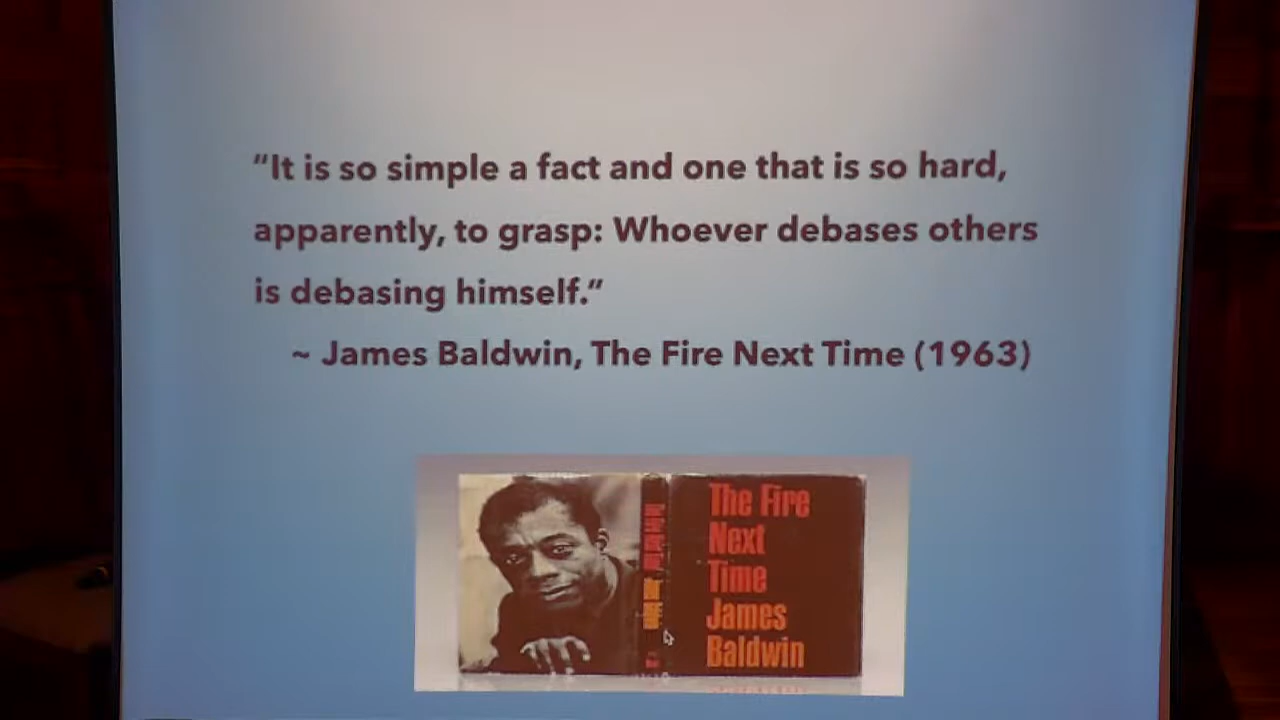 “It is so simple a fact and one that is so hard,
apparently, to grasp: Whoever debases others
is debasing himself.”
~ James Baldwin, The Fire Next Time (1963)
The Fire
Next
Time
James
Baldwin